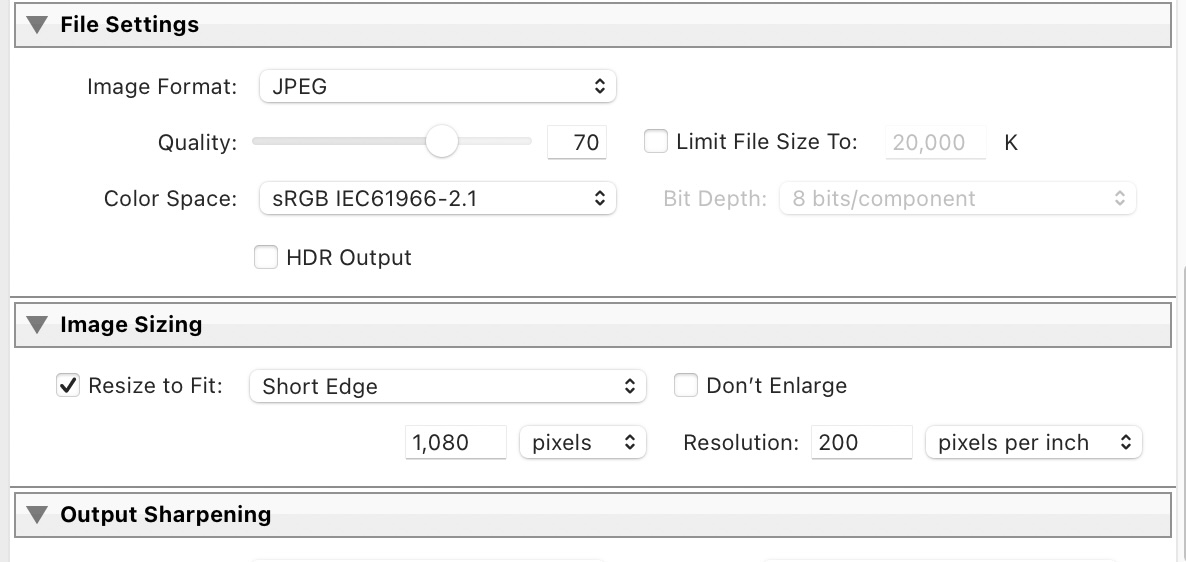 File Settings
Image Format: JPEG
Quality: 70 Limit File Size To: 20,000 K
Color Space: sRGB IEC61966-2.1 Bit Depth: 8 bits/component
HDR Output
Image Sizing
Resize to Fit: Short Edge Don't Enlarge
1,080 pixels Resolution: 200 pixels per inch
Output Sharpening